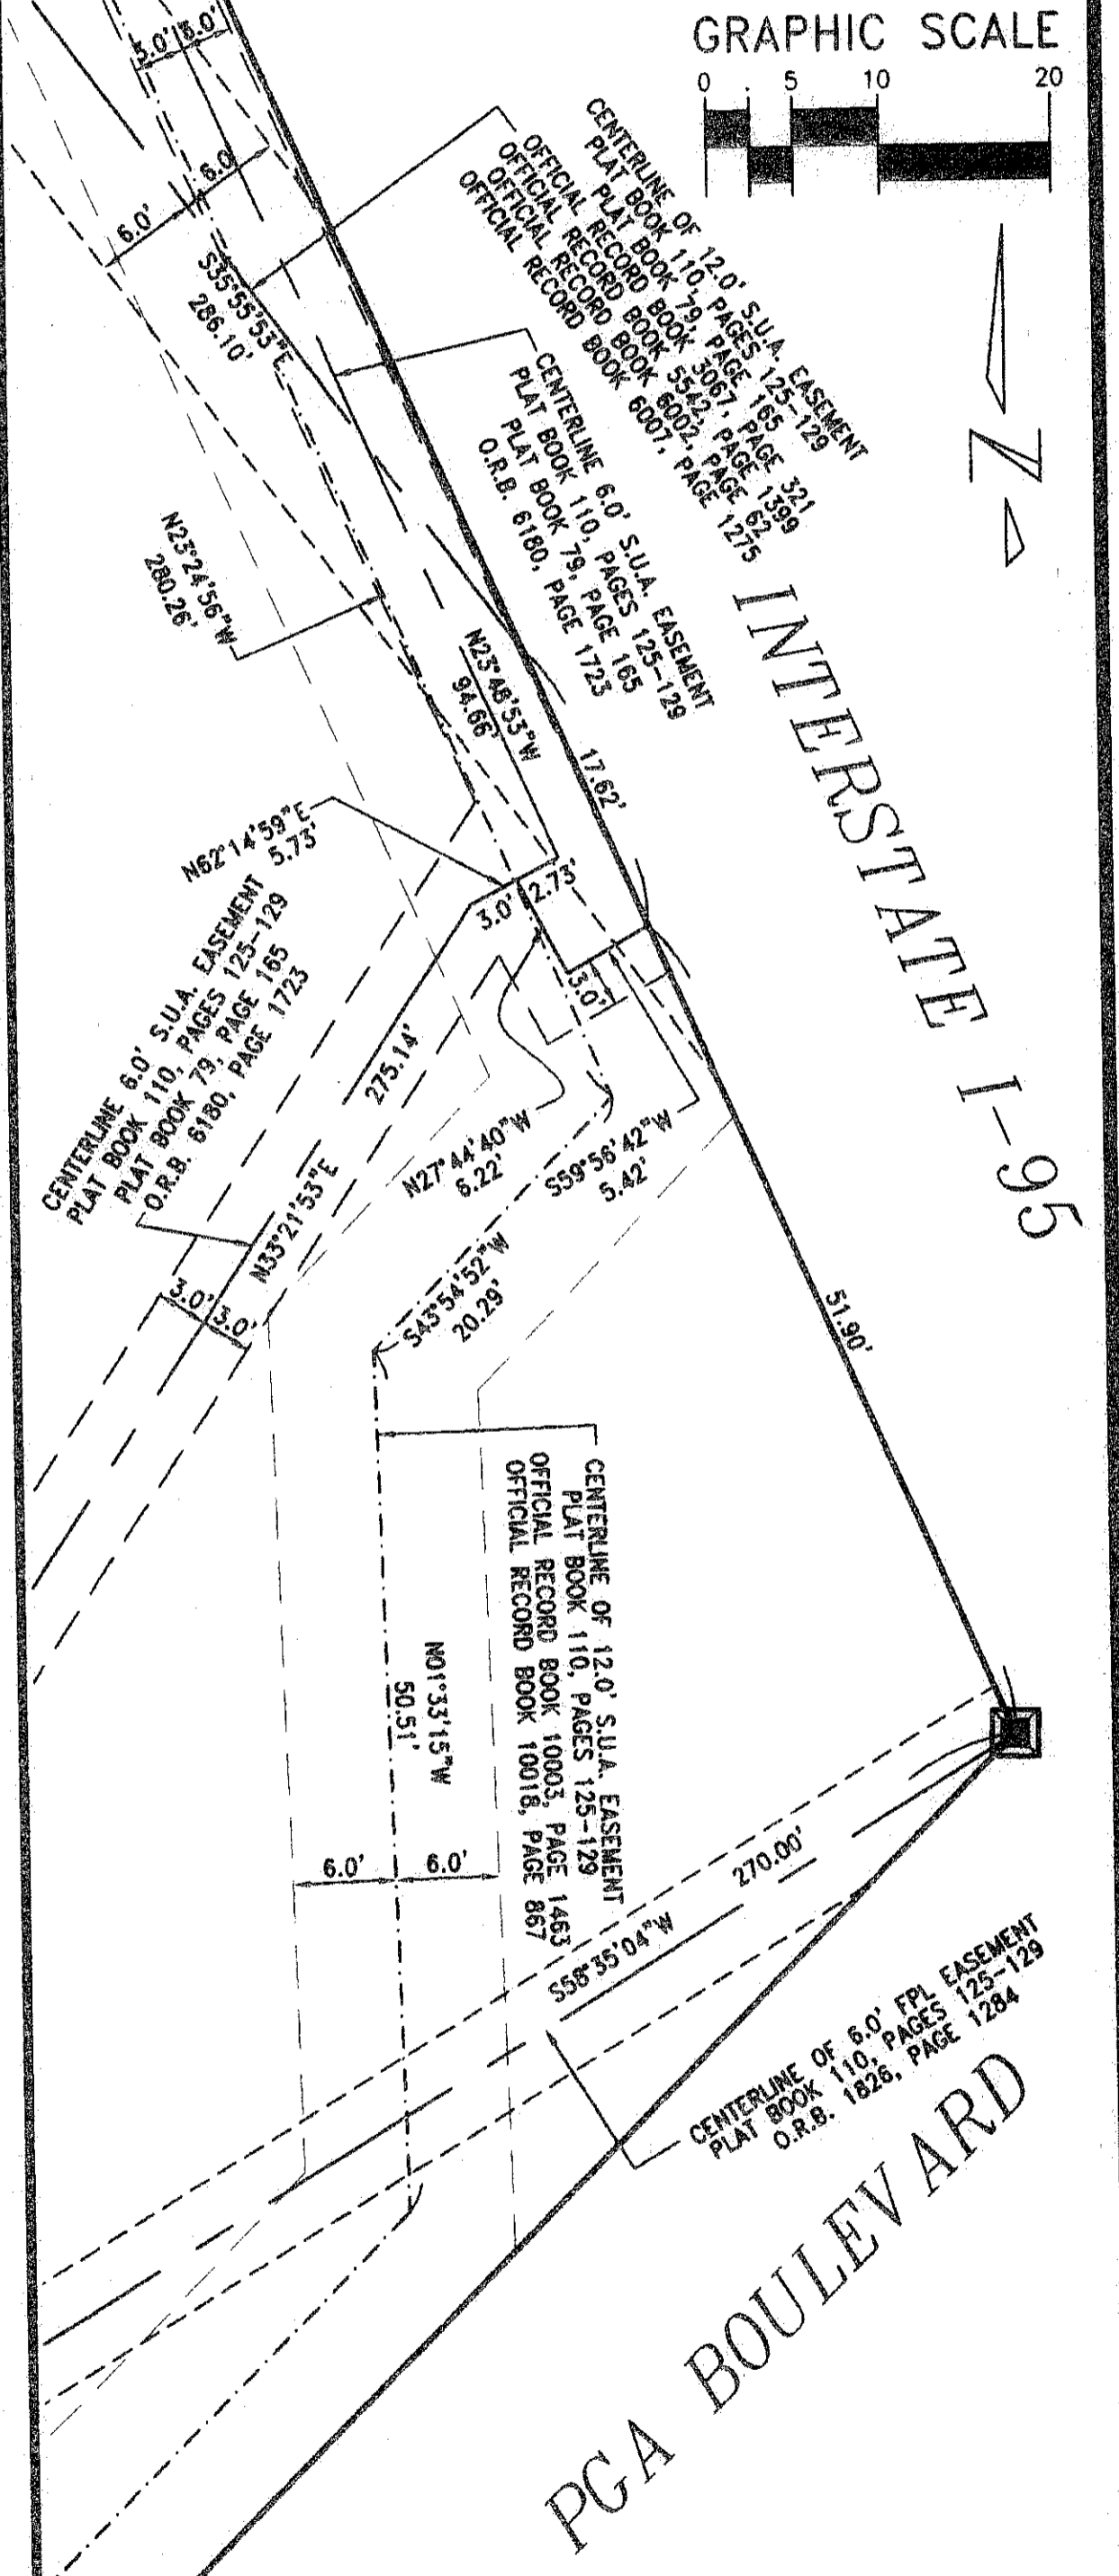 GRAPHIC SCALE
0 5 10 20
5.0' 5.0'
6.0'
6.0'
CENTERLINE OF 12.0' S.U.A. EASEMENT
PLAT BOOK 110, PAGES 125-129
PLAT BOOK 79, PAGE 165
OFFICIAL RECORD BOOK 3067, PAGE 321
OFFICIAL RECORD BOOK 5542, PAGE 1399
OFFICIAL RECORD BOOK 6002, PAGE 62
OFFICIAL RECORD BOOK 6007, PAGE 1275
S35°55'53"E
286.10'
N
CENTERLINE 6.0' S.U.A. EASEMENT
PLAT BOOK 110, PAGES 125-129
PLAT BOOK 79, PAGE 165
O.R.B. 6180, PAGE 1723
N23°24'56"W
280.26'
INTERSTATE I-95
N23°48'53"W
94.66'
17.62'
N62°14'59"E
5.73'
2.73'
3.0'
3.0'
CENTERLINE 6.0' S.U.A. EASEMENT
PLAT BOOK 110, PAGES 125-129
PLAT BOOK 79, PAGE 165
O.R.B. 6180, PAGE 1723
275.14'
N33°21'53"E
N27°44'40"W
6.22'
S59°56'42"W
5.42'
3.0'
3.0'
S43°54'52"W
20.29'
51.90'
CENTERLINE OF 12.0' S.U.A. EASEMENT
PLAT BOOK 110, PAGES 125-129
OFFICIAL RECORD BOOK 10003, PAGE 1463
OFFICIAL RECORD BOOK 10018, PAGE 867
N01°33'15"W
50.51'
6.0' 6.0'
270.00'
S58°35'04"W
CENTERLINE OF 6.0' FPL EASEMENT
PLAT BOOK 110, PAGES 125-129
O.R.B. 1826, PAGE 1284
PGA BOULEVARD